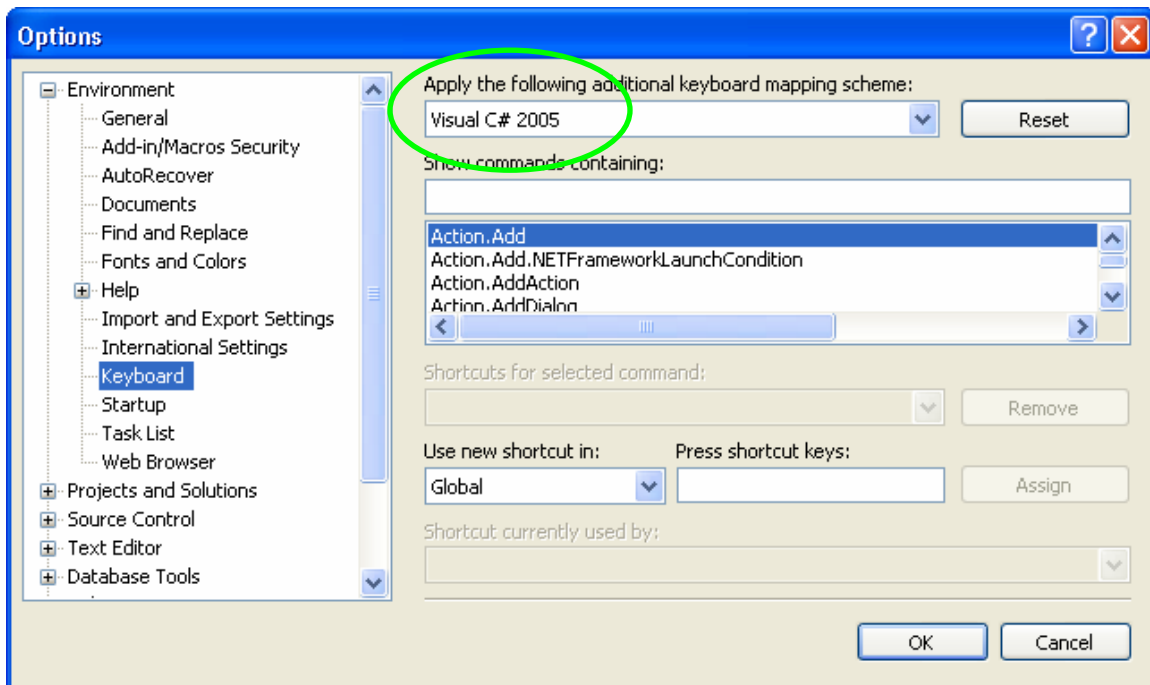 Options
Environment
General
Add-in/Macros Security
AutoRecover
Documents
Find and Replace
Fonts and Colors
Help
Import and Export Settings
International Settings
Keyboard
Startup
Task List
Web Browser
Projects and Solutions
Source Control
Text Editor
Database Tools
Apply the following additional keyboard mapping scheme:
Visual C# 2005
Reset
Show commands containing:
Action.Add
Action.Add.NETFrameworkLaunchCondition
Action.AddAction
Action.AddDialog
Shortcuts for selected command:
Remove
Use new shortcut in:
Press shortcut keys:
Global
Assign
Shortcut currently used by:
OK
Cancel